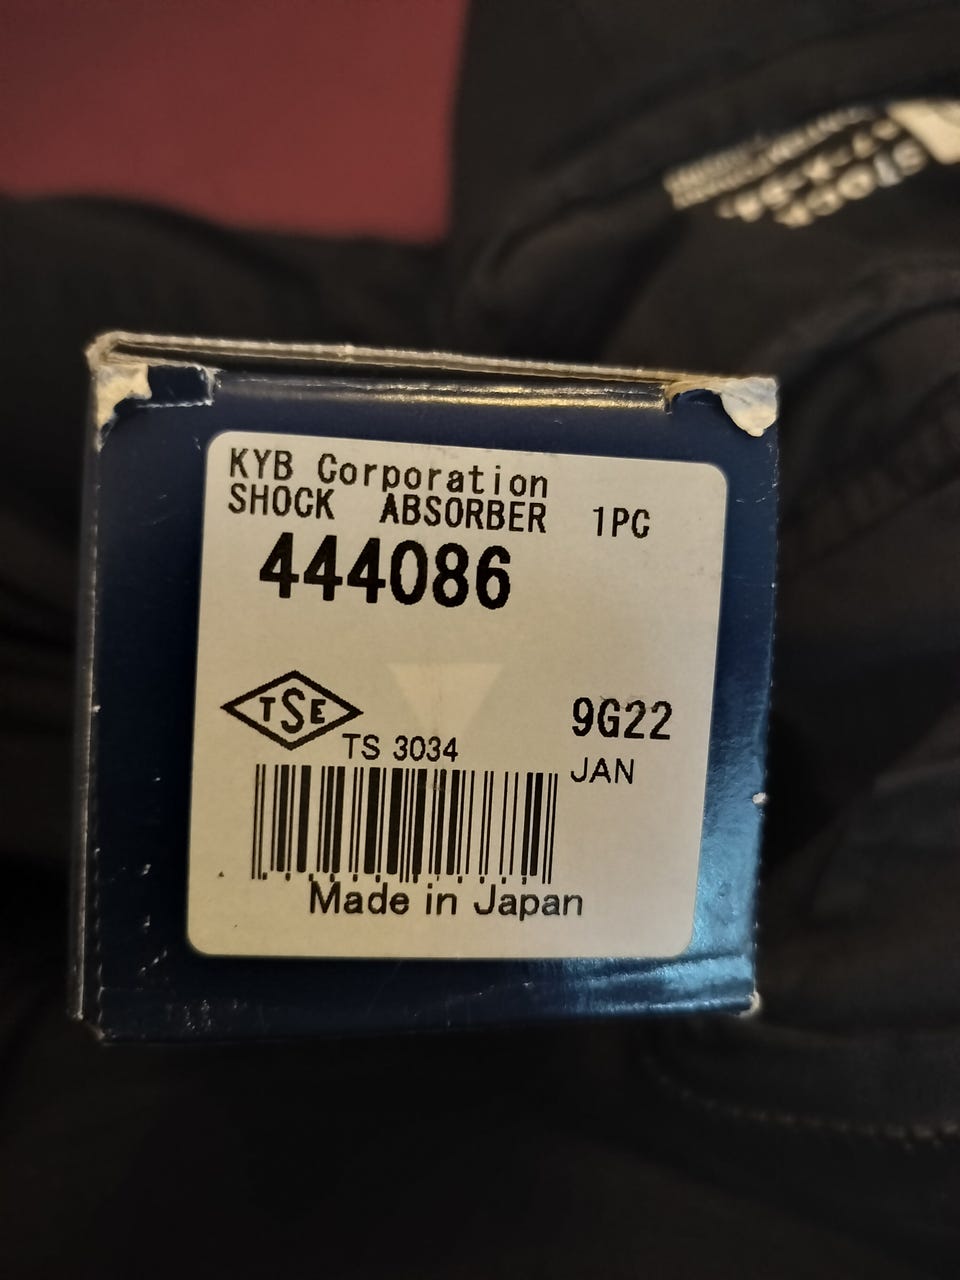 KYB Corporation
SHOCK ABSORBER 1PC
444086
TSE
TS 3034
9G22
JAN
Made in Japan